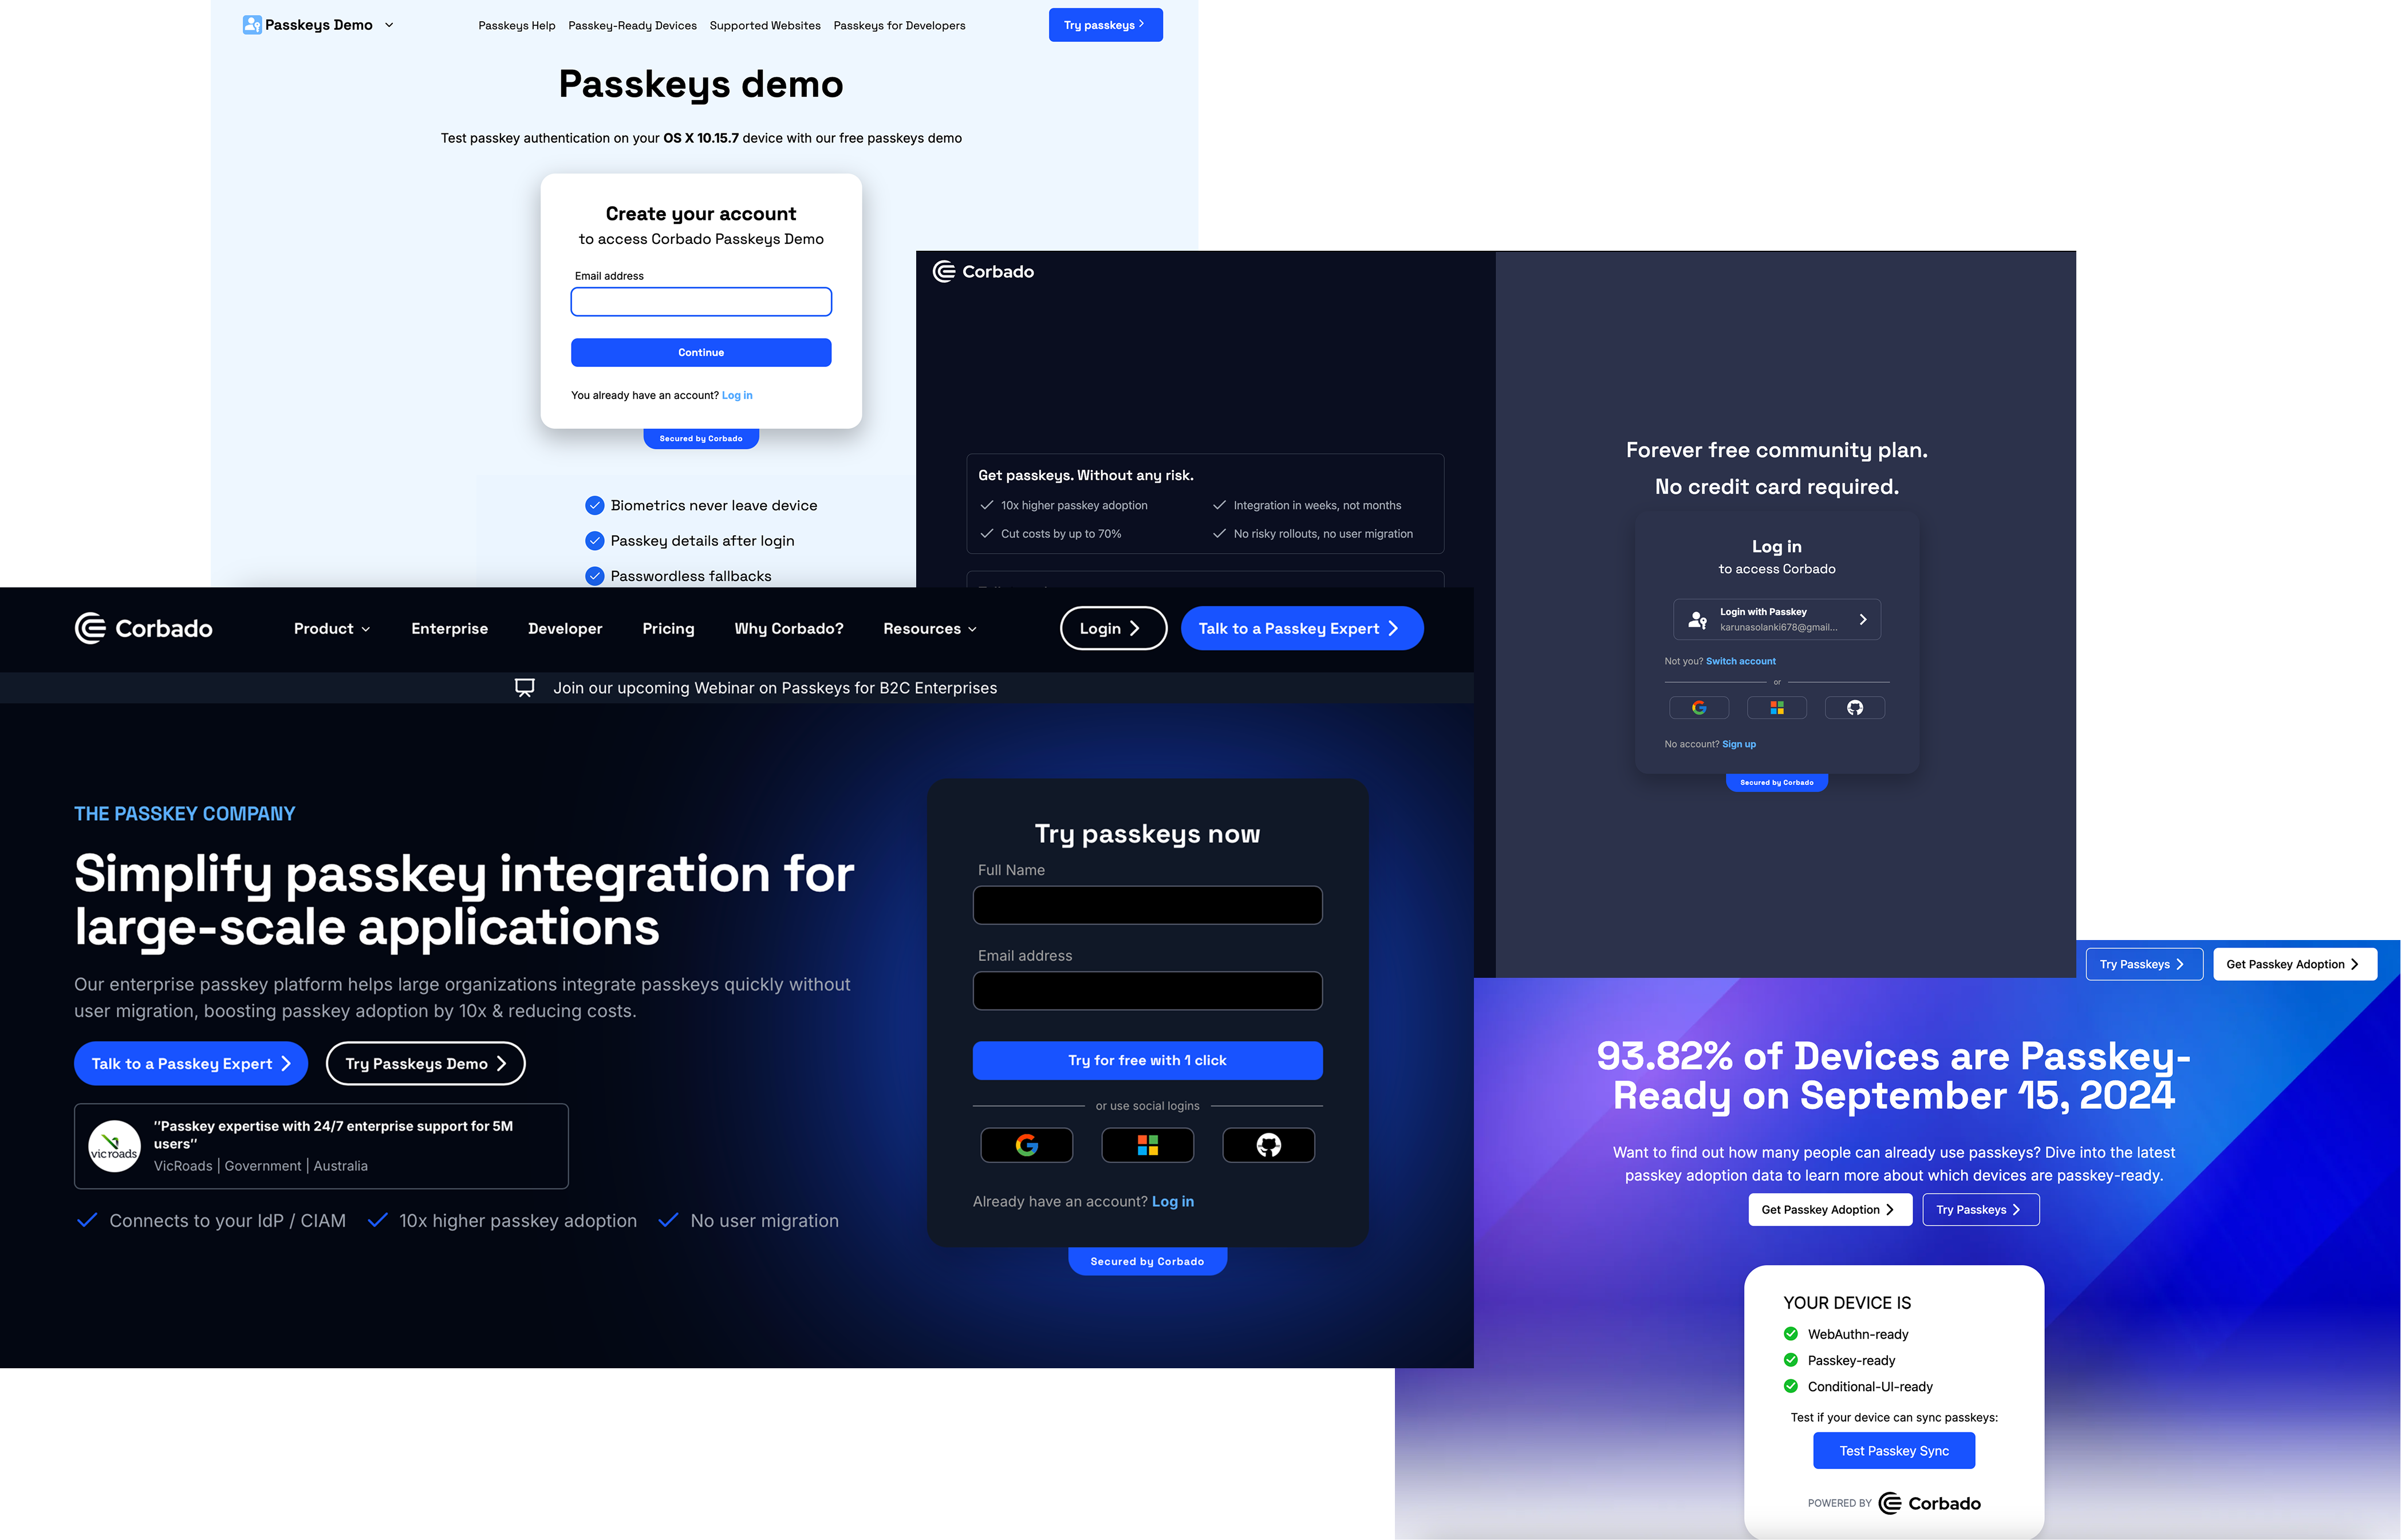 Passkeys Demo
Passkeys Help Passkey-Ready Devices Supported Websites Passkeys for Developers
Try passkeys
Passkeys demo
Test passkey authentication on your OS X 10.15.7 device with our free passkeys demo
Create your account
to access Corbado Passkeys Demo
Email address
Continue
You already have an account? Log in
Secured by Corbado
Biometrics never leave device
Passkey details after login
Passwordless fallbacks
Corbado
Get passkeys. Without any risk.
10x higher passkey adoption
Integration in weeks, not months
Cut costs by up to 70%
No risky rollouts, no user migration
Forever free community plan.
No credit card required.
Log in
to access Corbado
Login with Passkey
karunasolanki678@gmail...
Not you? Switch account
or
No account? Sign up
Secured by Corbado
Corbado
Product Enterprise Developer Pricing Why Corbado? Resources
Login
Talk to a Passkey Expert
Join our upcoming Webinar on Passkeys for B2C Enterprises
THE PASSKEY COMPANY
Simplify passkey integration for
large-scale applications
Our enterprise passkey platform helps large organizations integrate passkeys quickly without
user migration, boosting passkey adoption by 10x & reducing costs.
Talk to a Passkey Expert
Try Passkeys Demo
vicroads
"Passkey expertise with 24/7 enterprise support for 5M
users"
VicRoads | Government | Australia
Connects to your IdP / CIAM
10x higher passkey adoption
No user migration
Try passkeys now
Full Name
Email address
Try for free with 1 click
or use social logins
Already have an account? Log in
Secured by Corbado
Try Passkeys
Get Passkey Adoption
93.82% of Devices are Passkey-
Ready on September 15, 2024
Want to find out how many people can already use passkeys? Dive into the latest
passkey adoption data to learn more about which devices are passkey-ready.
Get Passkey Adoption
Try Passkeys
YOUR DEVICE IS
WebAuthn-ready
Passkey-ready
Conditional-UI-ready
Test if your device can sync passkeys:
Test Passkey Sync
POWERED BY Corbado